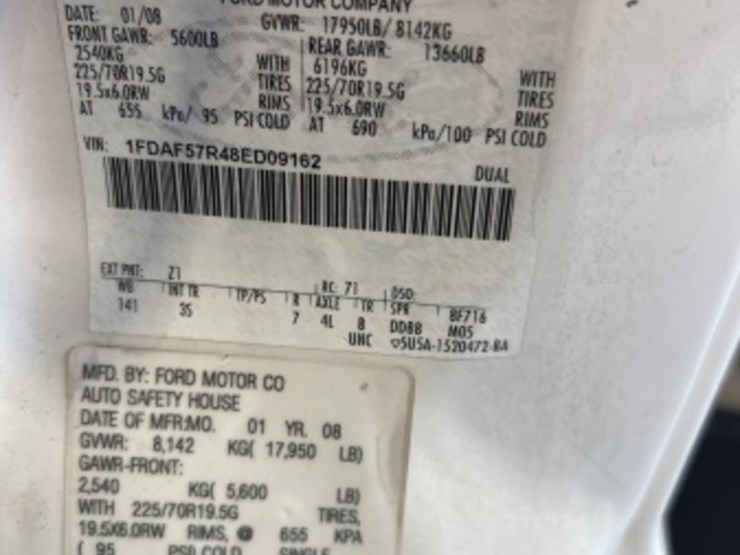 FORD MOTOR COMPANY
DATE: 01/08 GVWR: 17950LB/ 8142KG
FRONT GAWR: 5600LB REAR GAWR: 13660LB
2540KG WITH 6196KG WITH
225/70R19.5G TIRES 225/70R19.5G TIRES
19.5x6.0RW RIMS 19.5x6.0RW RIMS
AT 655 kPa/ 95 PSI COLD AT 690 kPa/100 PSI COLD
VIN: 1FDAF57R48ED09162 DUAL
EXT PNT: Z1 RC: 71 DSO:
WB INT TR TP/PS R AXLE TR SPR BF716
141 3S 7 4L 8 DDBB M05
UHC ▽5U5A-1520472-BA
MFD. BY: FORD MOTOR CO
AUTO SAFETY HOUSE
DATE OF MFR:MO. 01 YR. 08
GVWR: 8,142 KG( 17,950 LB)
GAWR-FRONT:
2,540 KG( 5,600 LB)
WITH 225/70R19.5G TIRES,
19.5X6.0RW RIMS, @ 655 KPA
( 95 PSI) COLD SINGLE